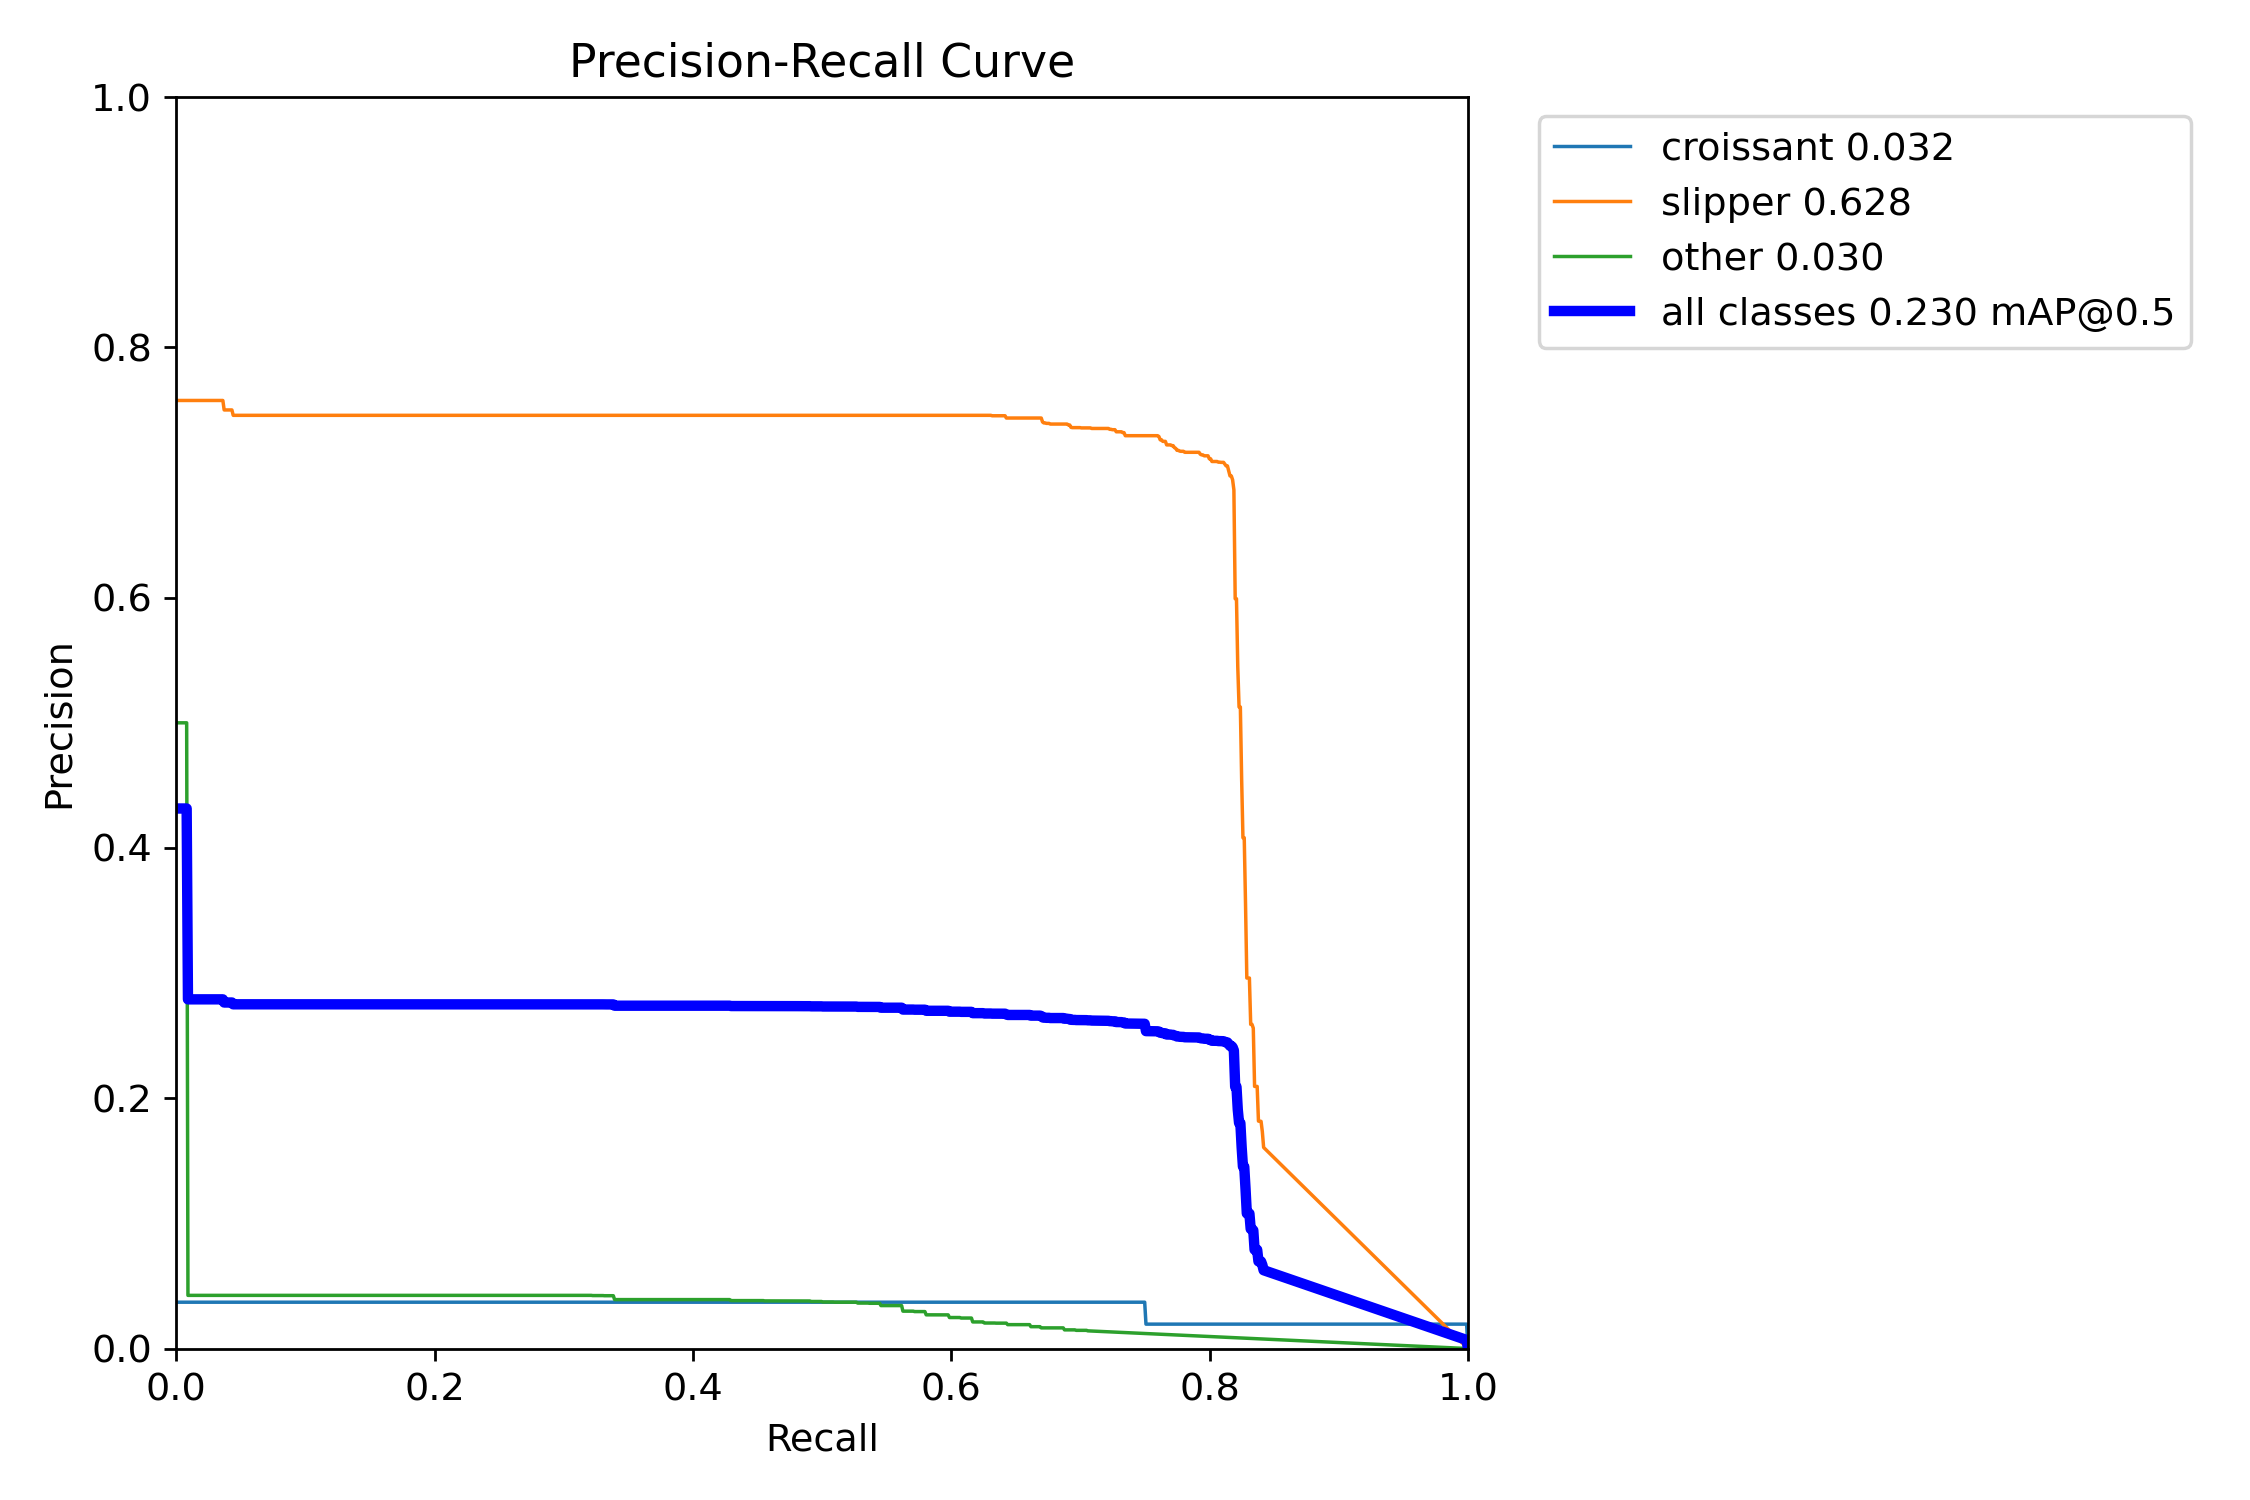 Precision-Recall Curve
1.0
0.8
0.6
0.4
0.2
0.0
Precision
0.0 0.2 0.4 0.6 0.8 1.0
Recall
croissant 0.032
slipper 0.628
other 0.030
all classes 0.230 mAP@0.5